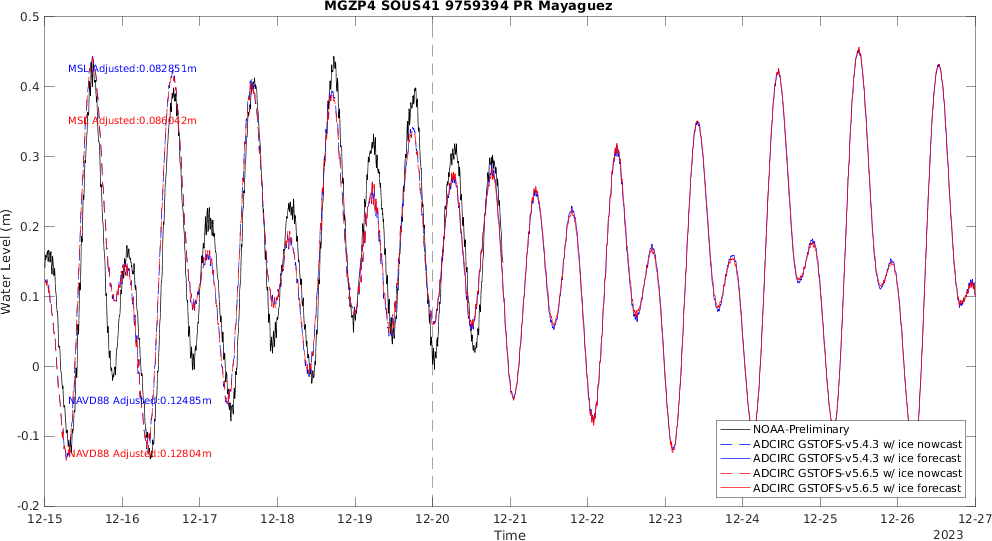 MGZP4 SOUS41 9759394 PR Mayaguez
0.5
0.4
0.3
0.2
0.1
0
-0.1
-0.2
Water Level (m)
MSL Adjusted:0.082851m
MSL Adjusted:0.086042m
NAVD88 Adjusted:0.12485m
NAVD88 Adjusted:0.12804m
NOAA-Preliminary
ADCIRC GSTOFS-v5.4.3 w/ ice nowcast
ADCIRC GSTOFS-v5.4.3 w/ ice forecast
ADCIRC GSTOFS-v5.6.5 w/ ice nowcast
ADCIRC GSTOFS-v5.6.5 w/ ice forecast
12-15 12-16 12-17 12-18 12-19 12-20 12-21 12-22 12-23 12-24 12-25 12-26 12-27
Time
2023